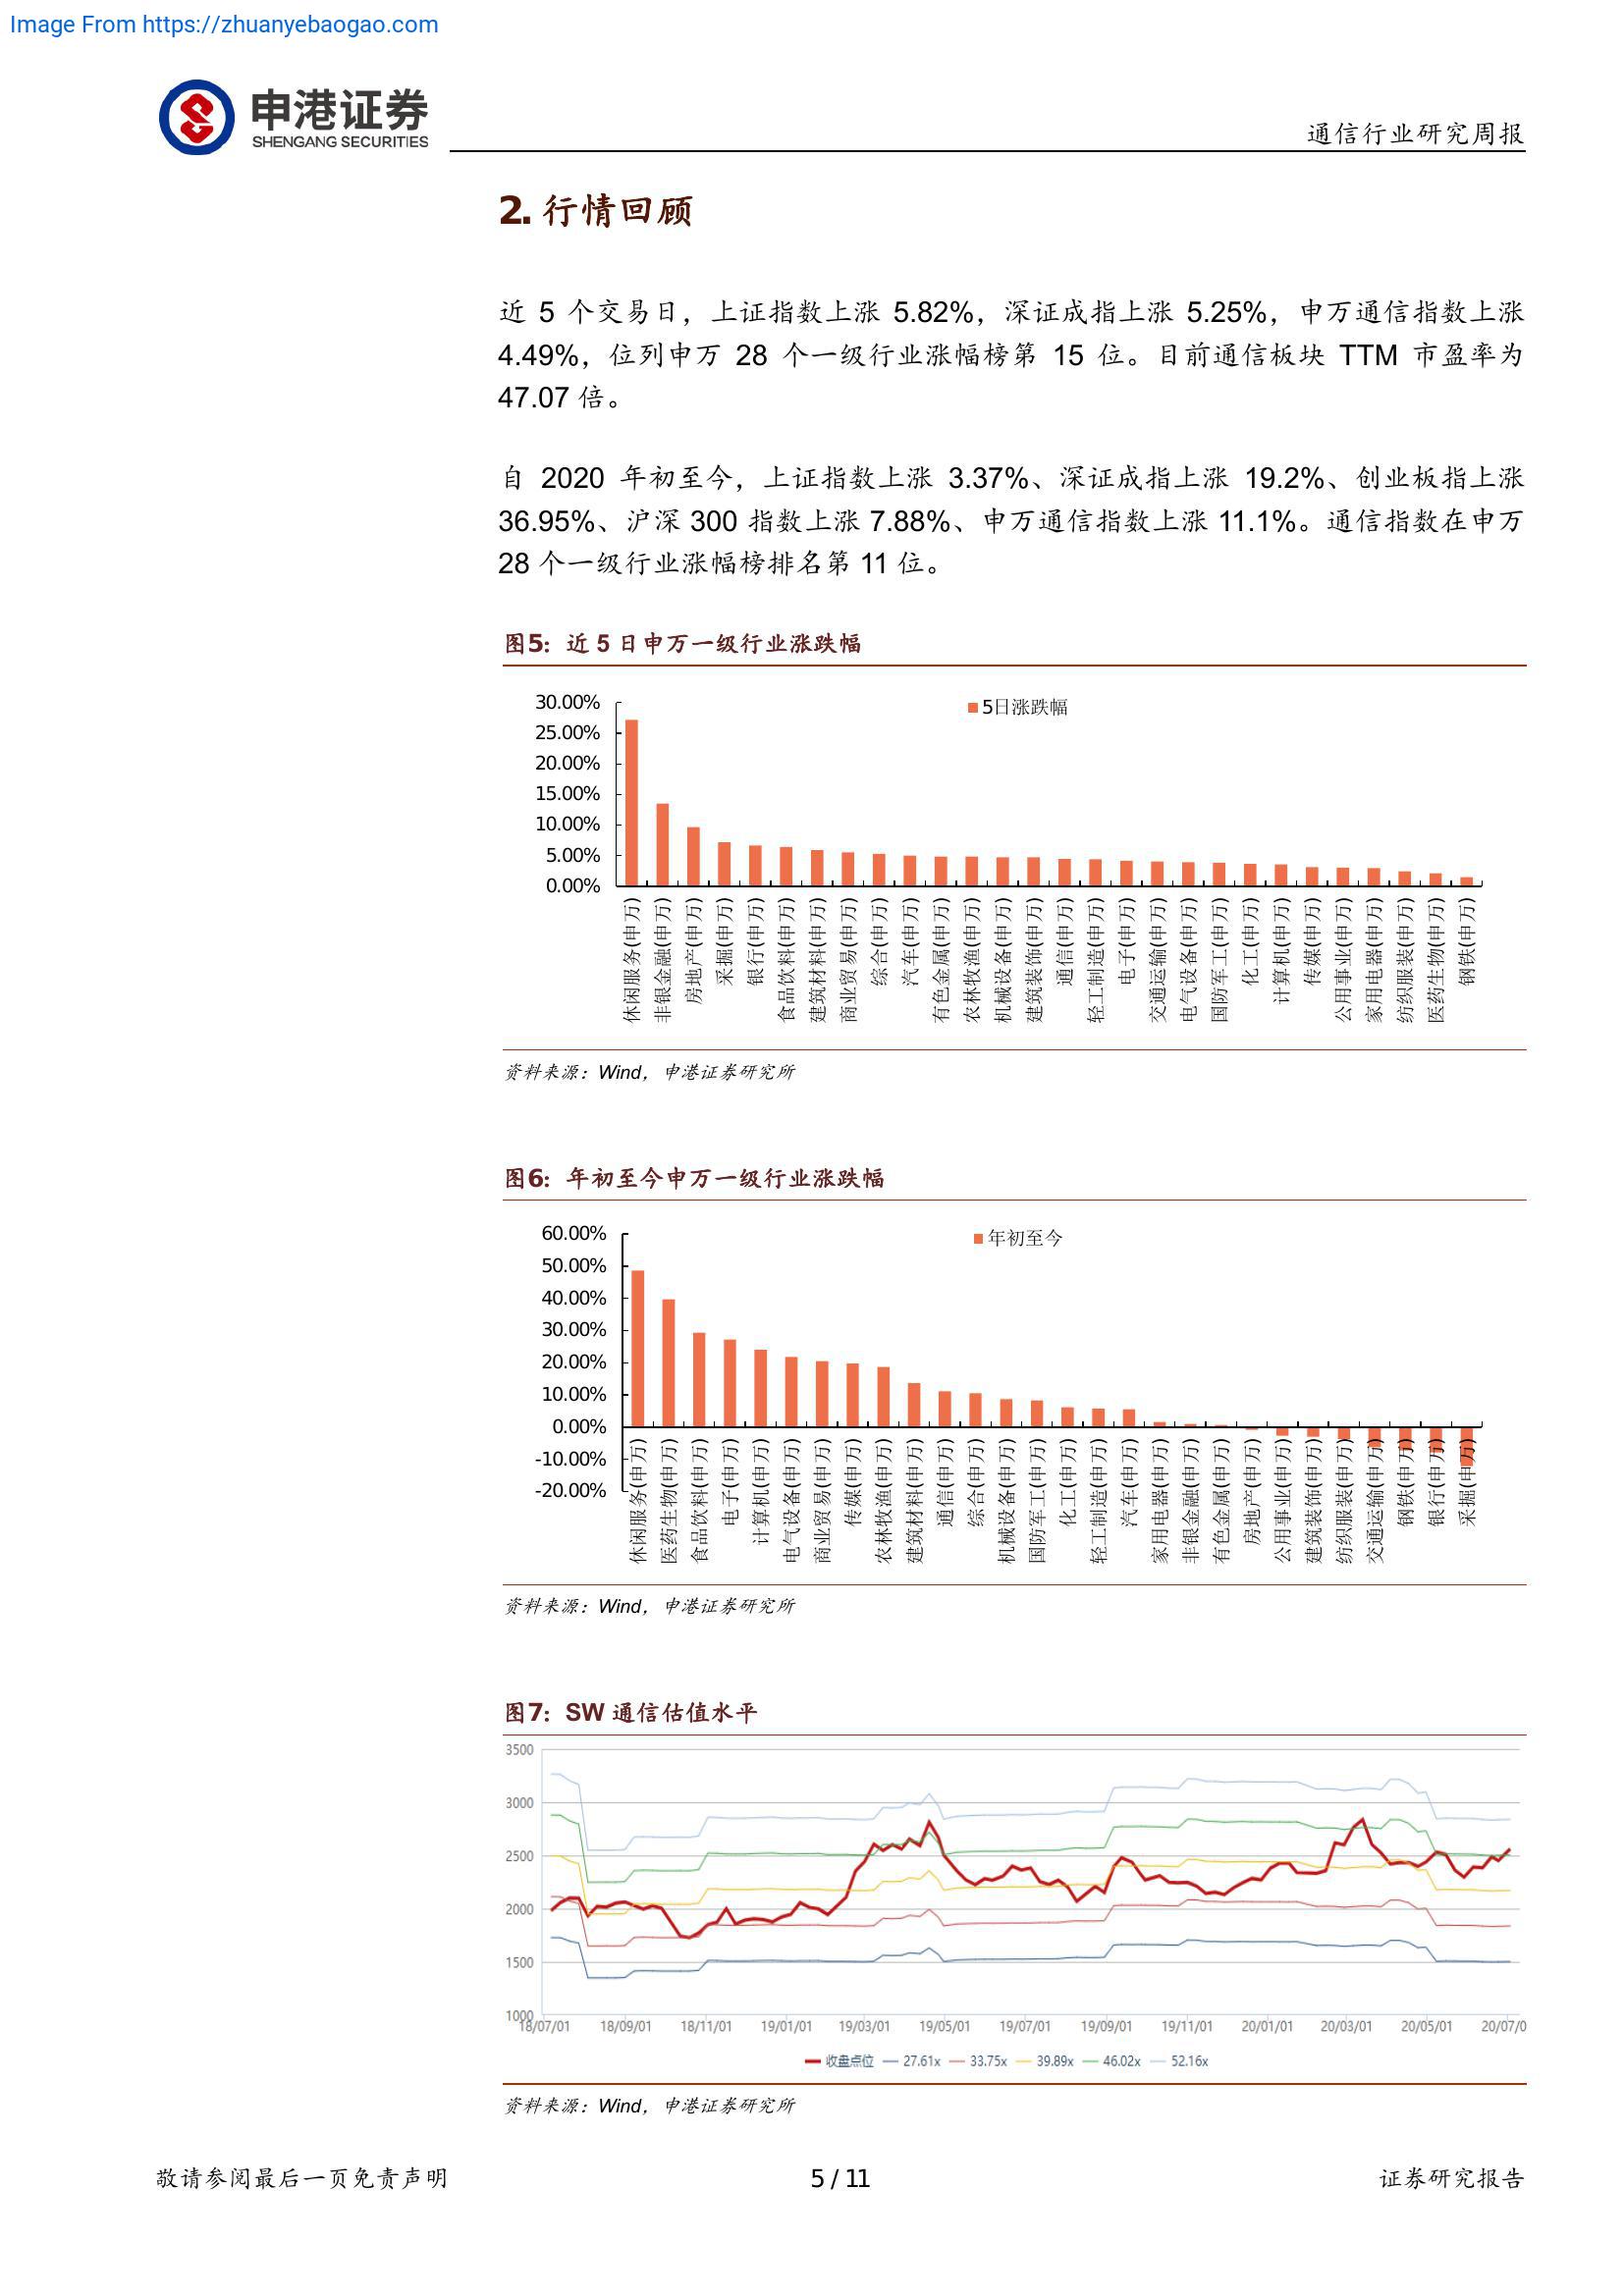 Image From https://zhuanyebaogao.com
申港证券
SHENGANG SECURITIES
通信行业研究周报
2. 行情回顾
近 5 个交易日，上证指数上涨 5.82%，深证成指上涨 5.25%，申万通信指数上涨
4.49%，位列申万 28 个一级行业涨幅榜第 15 位。目前通信板块 TTM 市盈率为
47.07 倍。
自 2020 年初至今，上证指数上涨 3.37%、深证成指上涨 19.2%、创业板指上涨
36.95%、沪深 300 指数上涨 7.88%、申万通信指数上涨 11.1%。通信指数在申万
28 个一级行业涨幅榜排名第 11 位。
图5：近 5 日申万一级行业涨跌幅
5日涨跌幅
30.00%
25.00%
20.00%
15.00%
10.00%
5.00%
0.00%
休闲服务(申万)
非银金融(申万)
房地产(申万)
采掘(申万)
银行(申万)
食品饮料(申万)
建筑材料(申万)
商业贸易(申万)
综合(申万)
汽车(申万)
有色金属(申万)
农林牧渔(申万)
机械设备(申万)
建筑装饰(申万)
通信(申万)
轻工制造(申万)
电子(申万)
交通运输(申万)
电气设备(申万)
国防军工(申万)
化工(申万)
计算机(申万)
传媒(申万)
公用事业(申万)
家用电器(申万)
纺织服装(申万)
医药生物(申万)
钢铁(申万)
资料来源：Wind，申港证券研究所
图6：年初至今申万一级行业涨跌幅
年初至今
60.00%
50.00%
40.00%
30.00%
20.00%
10.00%
0.00%
-10.00%
-20.00%
休闲服务(申万)
医药生物(申万)
食品饮料(申万)
电子(申万)
计算机(申万)
电气设备(申万)
商业贸易(申万)
传媒(申万)
农林牧渔(申万)
建筑材料(申万)
通信(申万)
综合(申万)
机械设备(申万)
国防军工(申万)
化工(申万)
轻工制造(申万)
汽车(申万)
家用电器(申万)
非银金融(申万)
有色金属(申万)
房地产(申万)
公用事业(申万)
建筑装饰(申万)
纺织服装(申万)
交通运输(申万)
钢铁(申万)
银行(申万)
采掘(申万)
资料来源：Wind，申港证券研究所
图7：SW 通信估值水平
3500
3000
2500
2000
1500
1000
18/07/01 18/09/01 18/11/01 19/01/01 19/03/01 19/05/01 19/07/01 19/09/01 19/11/01 20/01/01 20/03/01 20/05/01 20/07/0
收盘点位 27.61x 33.75x 39.89x 46.02x 52.16x
资料来源：Wind，申港证券研究所
敬请参阅最后一页免责声明 5 / 11 证券研究报告